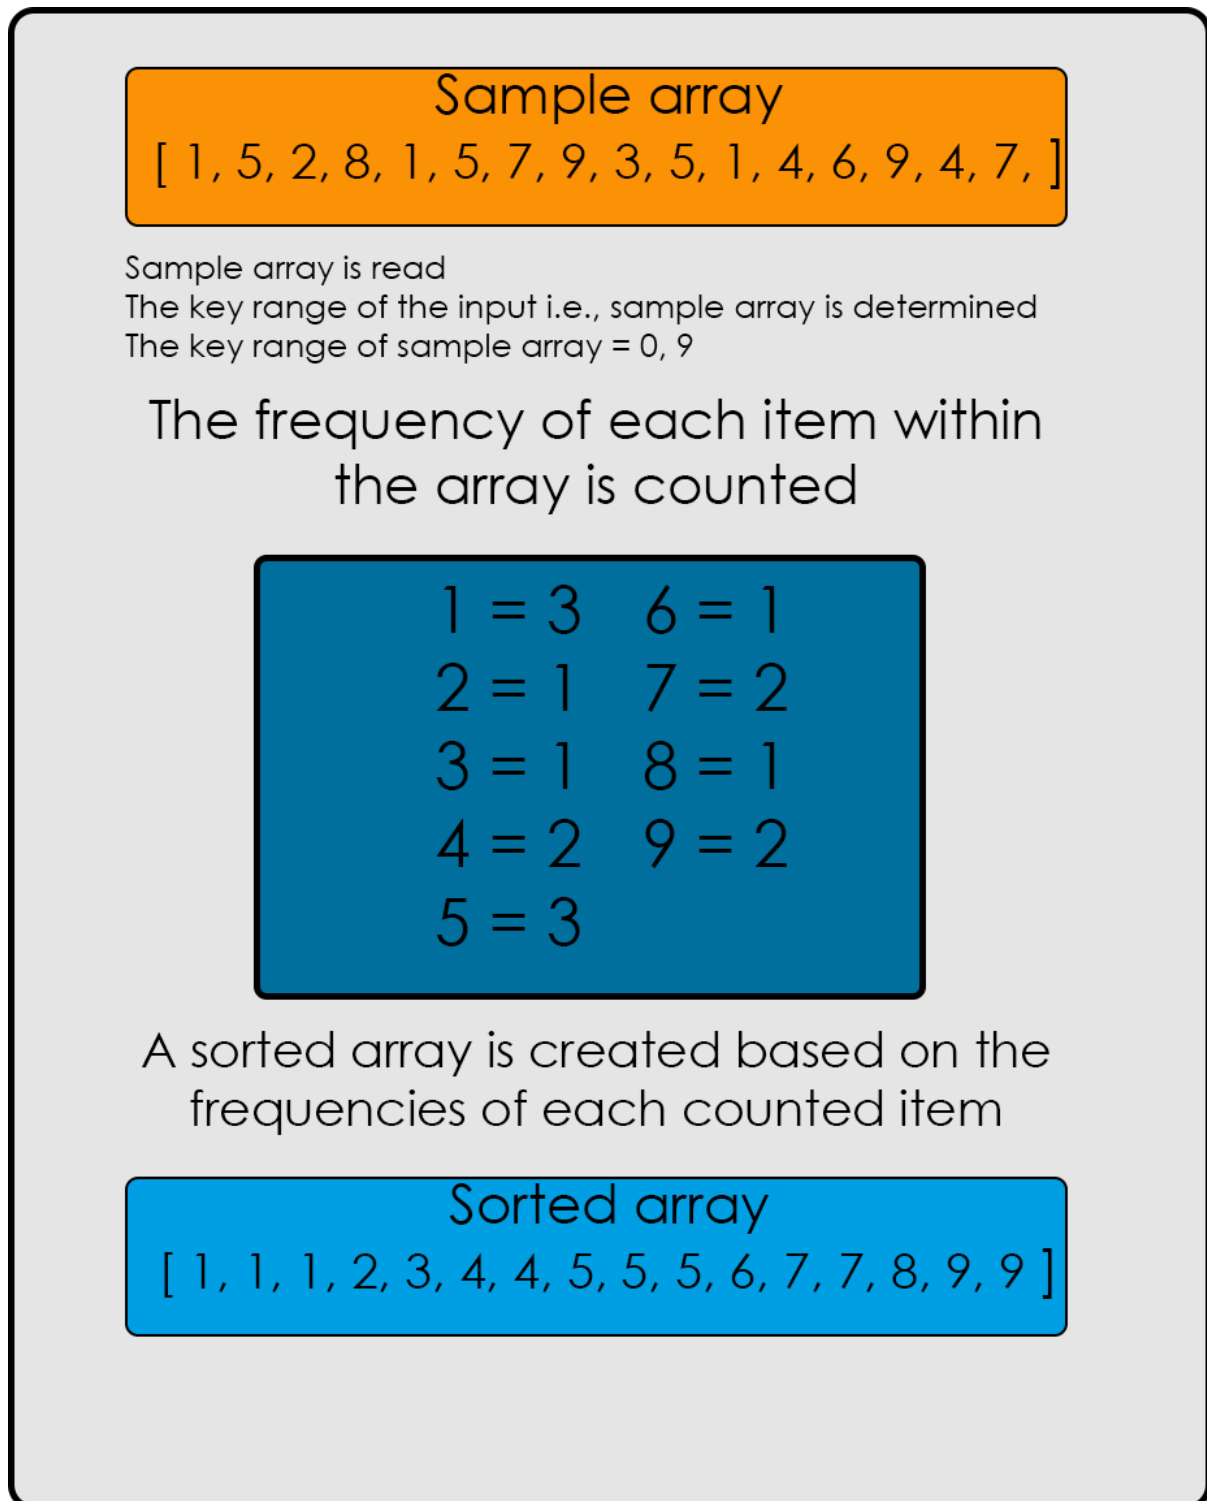 Sample array
[ 1, 5, 2, 8, 1, 5, 7, 9, 3, 5, 1, 4, 6, 9, 4, 7, ]
Sample array is read
The key range of the input i.e., sample array is determined
The key range of sample array = 0, 9
The frequency of each item within
the array is counted
1 = 3 6 = 1
2 = 1 7 = 2
3 = 1 8 = 1
4 = 2 9 = 2
5 = 3
A sorted array is created based on the
frequencies of each counted item
Sorted array
[ 1, 1, 1, 2, 3, 4, 4, 5, 5, 5, 6, 7, 7, 8, 9, 9 ]